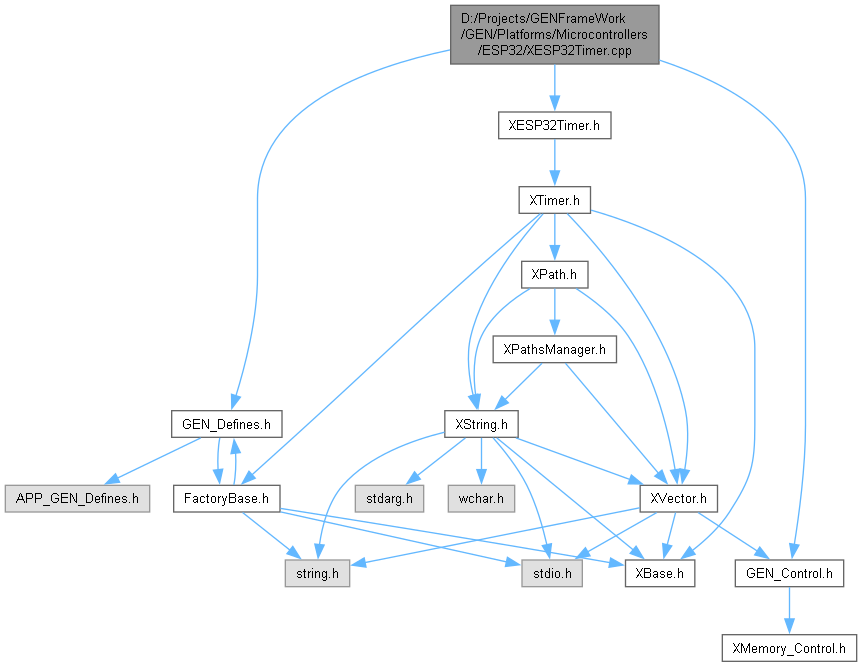 D:/Projects/GENFrameWork
/GEN/Platforms/Microcontrollers
/ESP32/XESP32Timer.cpp
XESP32Timer.h
XTimer.h
XPath.h
XPathsManager.h
GEN_Defines.h
XString.h
APP_GEN_Defines.h
FactoryBase.h
stdarg.h
wchar.h
XVector.h
string.h
stdio.h
XBase.h
GEN_Control.h
XMemory_Control.h